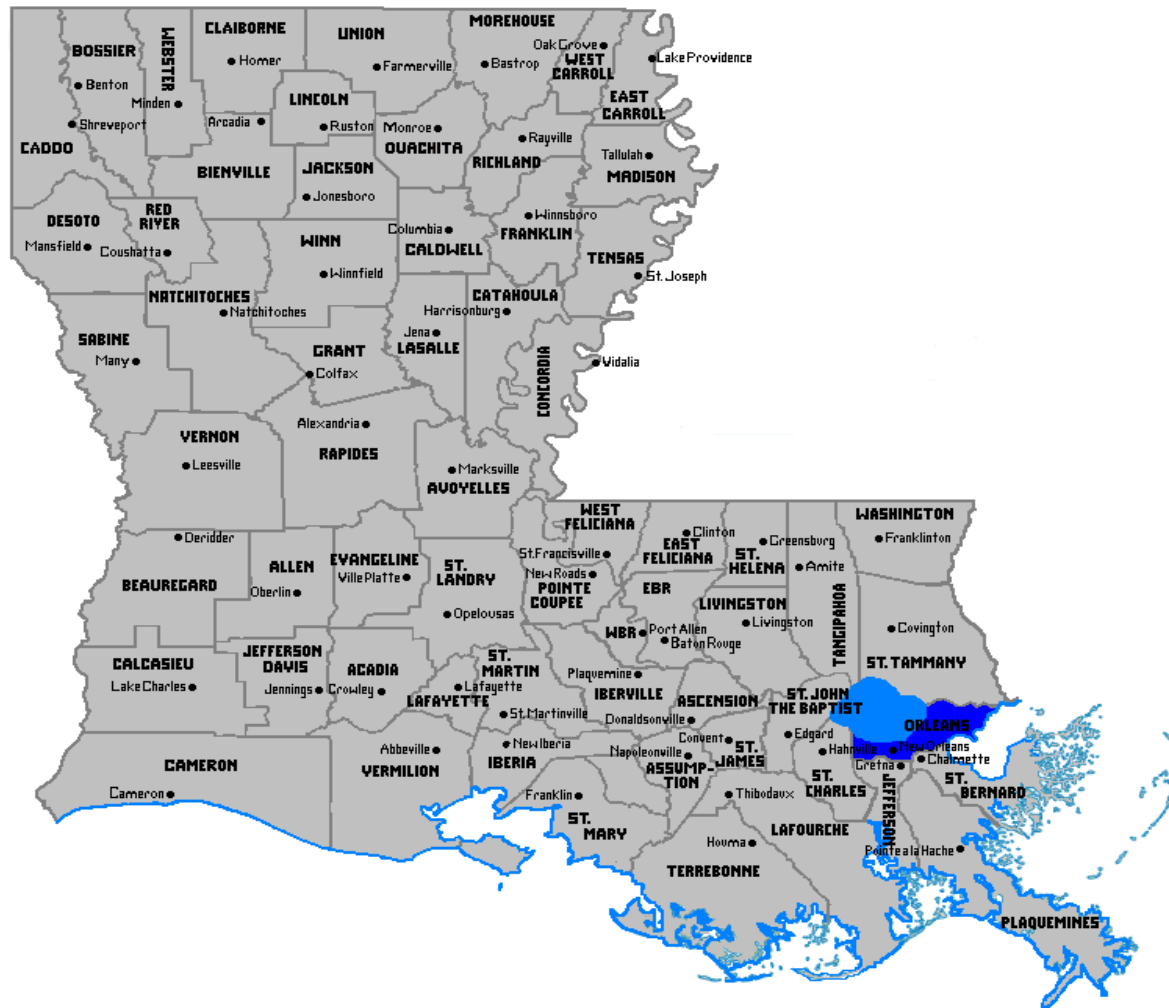 CLAIBORNE
UNION
MOREHOUSE
BOSSIER
WEBSTER
Oak Grove
WEST
CARROLL
Lake Providence
Homer
Farmerville
Bastrop
Benton
Minden
LINCOLN
EAST
CARROLL
Shreveport
Arcadia
Ruston
Monroe
Rayville
CADDO
OUACHITA
RICHLAND
Tallulah
BIENVILLE
JACKSON
MADISON
Jonesboro
RED
RIVER
DESOTO
Winnsboro
Columbia
FRANKLIN
Mansfield
Coushatta
WINN
CALDWELL
TENSAS
Winnfield
St. Joseph
NATCHITOCHES
CATAHOULA
Natchitoches
Harrisonburg
SABINE
Jena
GRANT
LASALLE
Many
Colfax
CONCORDIA
Vidalia
Alexandria
VERNON
RAPIDES
Leesville
Marksville
AVOYELLES
WEST
FELICIANA
WASHINGTON
Deridder
Clinton
EAST
FELICIANA
Greensburg
ST.
HELENA
Franklinton
St. Francisville
ALLEN
EVANGELINE
ST.
LANDRY
Amite
BEAUREGARD
Ville Platte
New Roads
POINTE
COUPEE
EBR
Oberlin
LIVINGSTON
TANGIPAHOA
Opelousas
Livingston
Covington
WBR
Port Allen
Baton Rouge
JEFFERSON
DAVIS
ST.
MARTIN
ST. TAMMANY
CALCASIEU
ACADIA
Plaquemine
Lake Charles
Jennings
Crowley
Lafayette
LAFAYETTE
IBERVILLE
ASCENSION
ST. JOHN
THE BAPTIST
St. Martinville
Donaldsonville
ORLEANS
Edgard
Convent
New Iberia
Abbeville
Napoleonville
ST.
JAMES
Hahnville
New Orleans
Chalmette
CAMERON
VERMILION
IBERIA
ASSUMP-
TION
Gretna
ST.
CHARLES
JEFFERSON
ST.
BERNARD
Cameron
Franklin
Thibodaux
ST.
MARY
LAFOURCHE
Houma
Pointe a la Hache
TERREBONNE
PLAQUEMINES